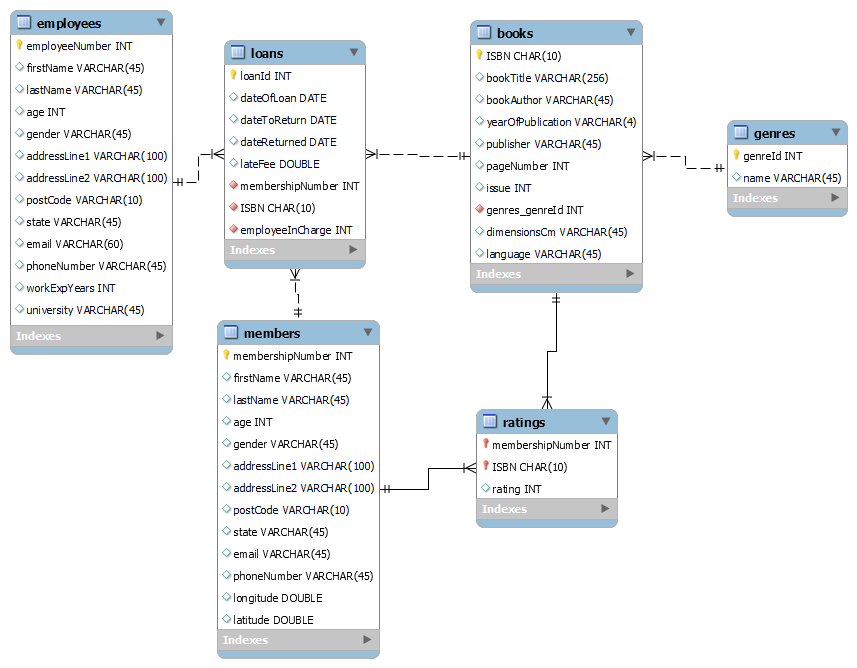 employees
employeeNumber INT
firstName VARCHAR(45)
lastName VARCHAR(45)
age INT
gender VARCHAR(45)
addressLine1 VARCHAR(100)
addressLine2 VARCHAR(100)
postCode VARCHAR(10)
state VARCHAR(45)
email VARCHAR(60)
phoneNumber VARCHAR(45)
workExpYears INT
university VARCHAR(45)
Indexes
loans
loanId INT
dateOfLoan DATE
dateToReturn DATE
dateReturned DATE
lateFee DOUBLE
membershipNumber INT
ISBN CHAR(10)
employeeInCharge INT
Indexes
books
ISBN CHAR(10)
bookTitle VARCHAR(256)
bookAuthor VARCHAR(45)
yearOfPublication VARCHAR(4)
publisher VARCHAR(45)
pageNumber INT
issue INT
genres_genreId INT
dimensionsCm VARCHAR(45)
language VARCHAR(45)
Indexes
genres
genreId INT
name VARCHAR(45)
Indexes
members
membershipNumber INT
firstName VARCHAR(45)
lastName VARCHAR(45)
age INT
gender VARCHAR(45)
addressLine1 VARCHAR(100)
addressLine2 VARCHAR(100)
postCode VARCHAR(10)
state VARCHAR(45)
email VARCHAR(45)
phoneNumber VARCHAR(45)
longitude DOUBLE
latitude DOUBLE
Indexes
ratings
membershipNumber INT
ISBN CHAR(10)
rating INT
Indexes